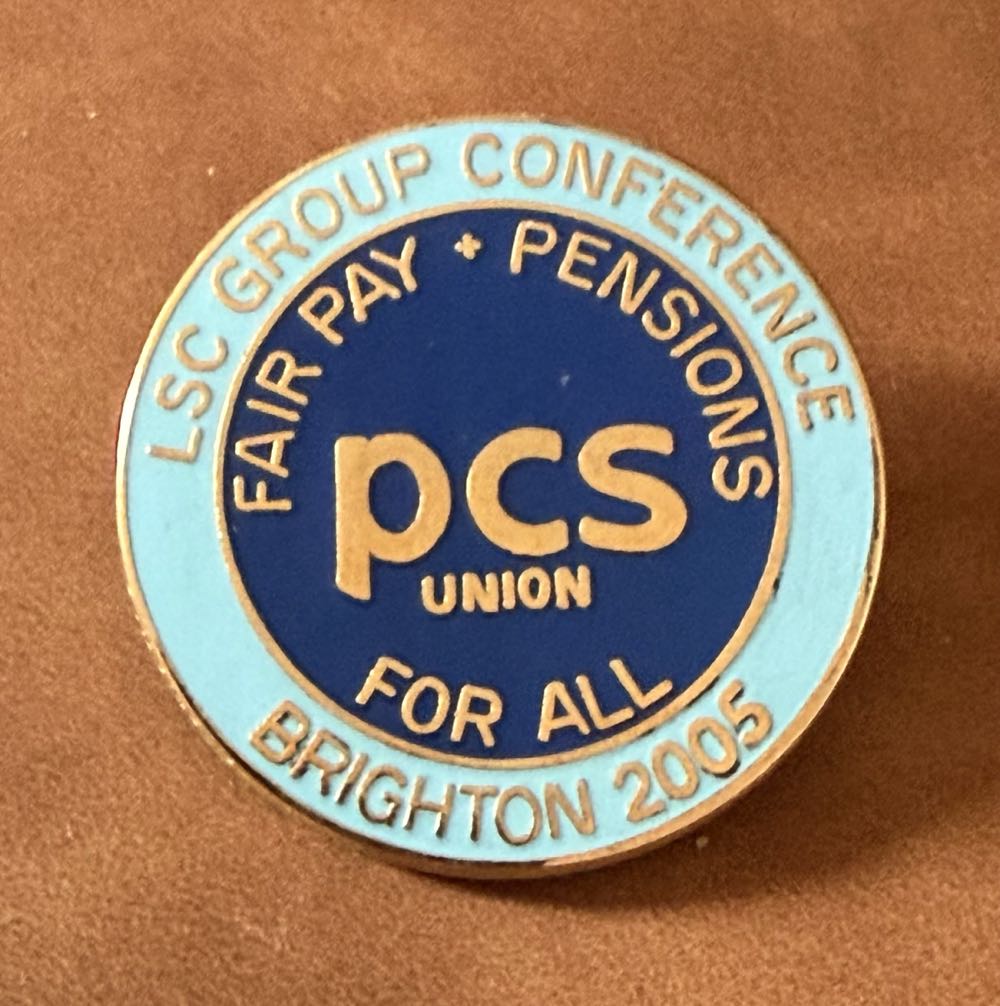 LSC GROUP CONFERENCE
FAIR PAY + PENSIONS
pcs
UNION
FOR ALL
BRIGHTON 2005